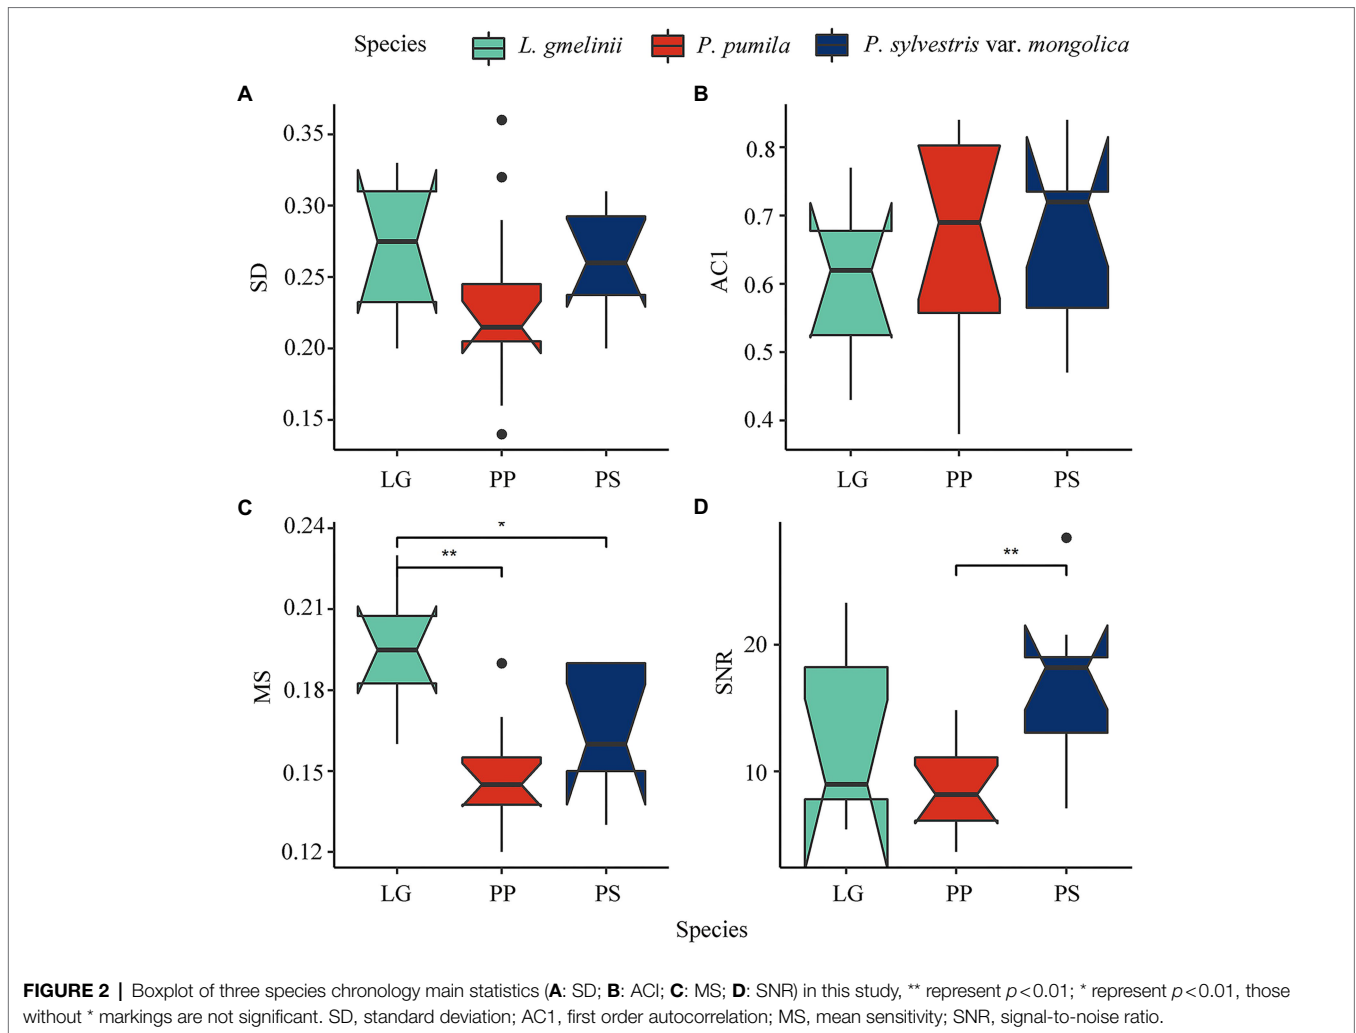 Species L. gmelinii P. pumila P. sylvestris var. mongolica
A
SD
0.35
0.30
0.25
0.20
0.15
LG PP PS
B
AC1
0.8
0.7
0.6
0.5
0.4
LG PP PS
C
MS
0.24
0.21
0.18
0.15
0.12
*
**
LG PP PS
D
SNR
20
10
**
LG PP PS
Species
FIGURE 2 | Boxplot of three species chronology main statistics (A: SD; B: ACI; C: MS; D: SNR) in this study, ** represent p<0.01; * represent p<0.01, those
without * markings are not significant. SD, standard deviation; AC1, first order autocorrelation; MS, mean sensitivity; SNR, signal-to-noise ratio.